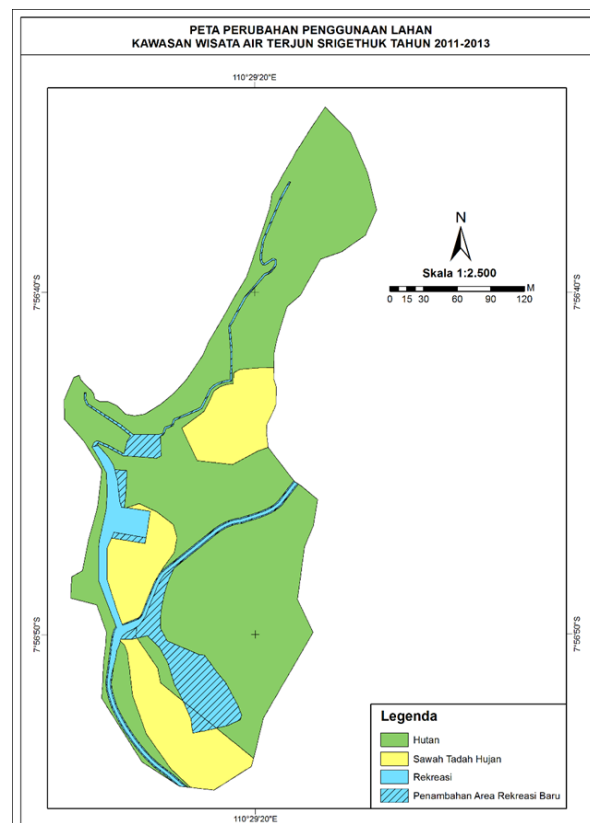 PETA PERUBAHAN PENGGUNAAN LAHAN
KAWASAN WISATA AIR TERJUN SRIGETHUK TAHUN 2011-2013
110°29'20"E
N
Skala 1:2.500
M
0 15 30 60 90 120
7°56'40"S
7°56'40"S
7°56'50"S
7°56'50"S
Legenda
Hutan
Sawah Tadah Hujan
Rekreasi
Penambahan Area Rekreasi Baru
110°29'20"E